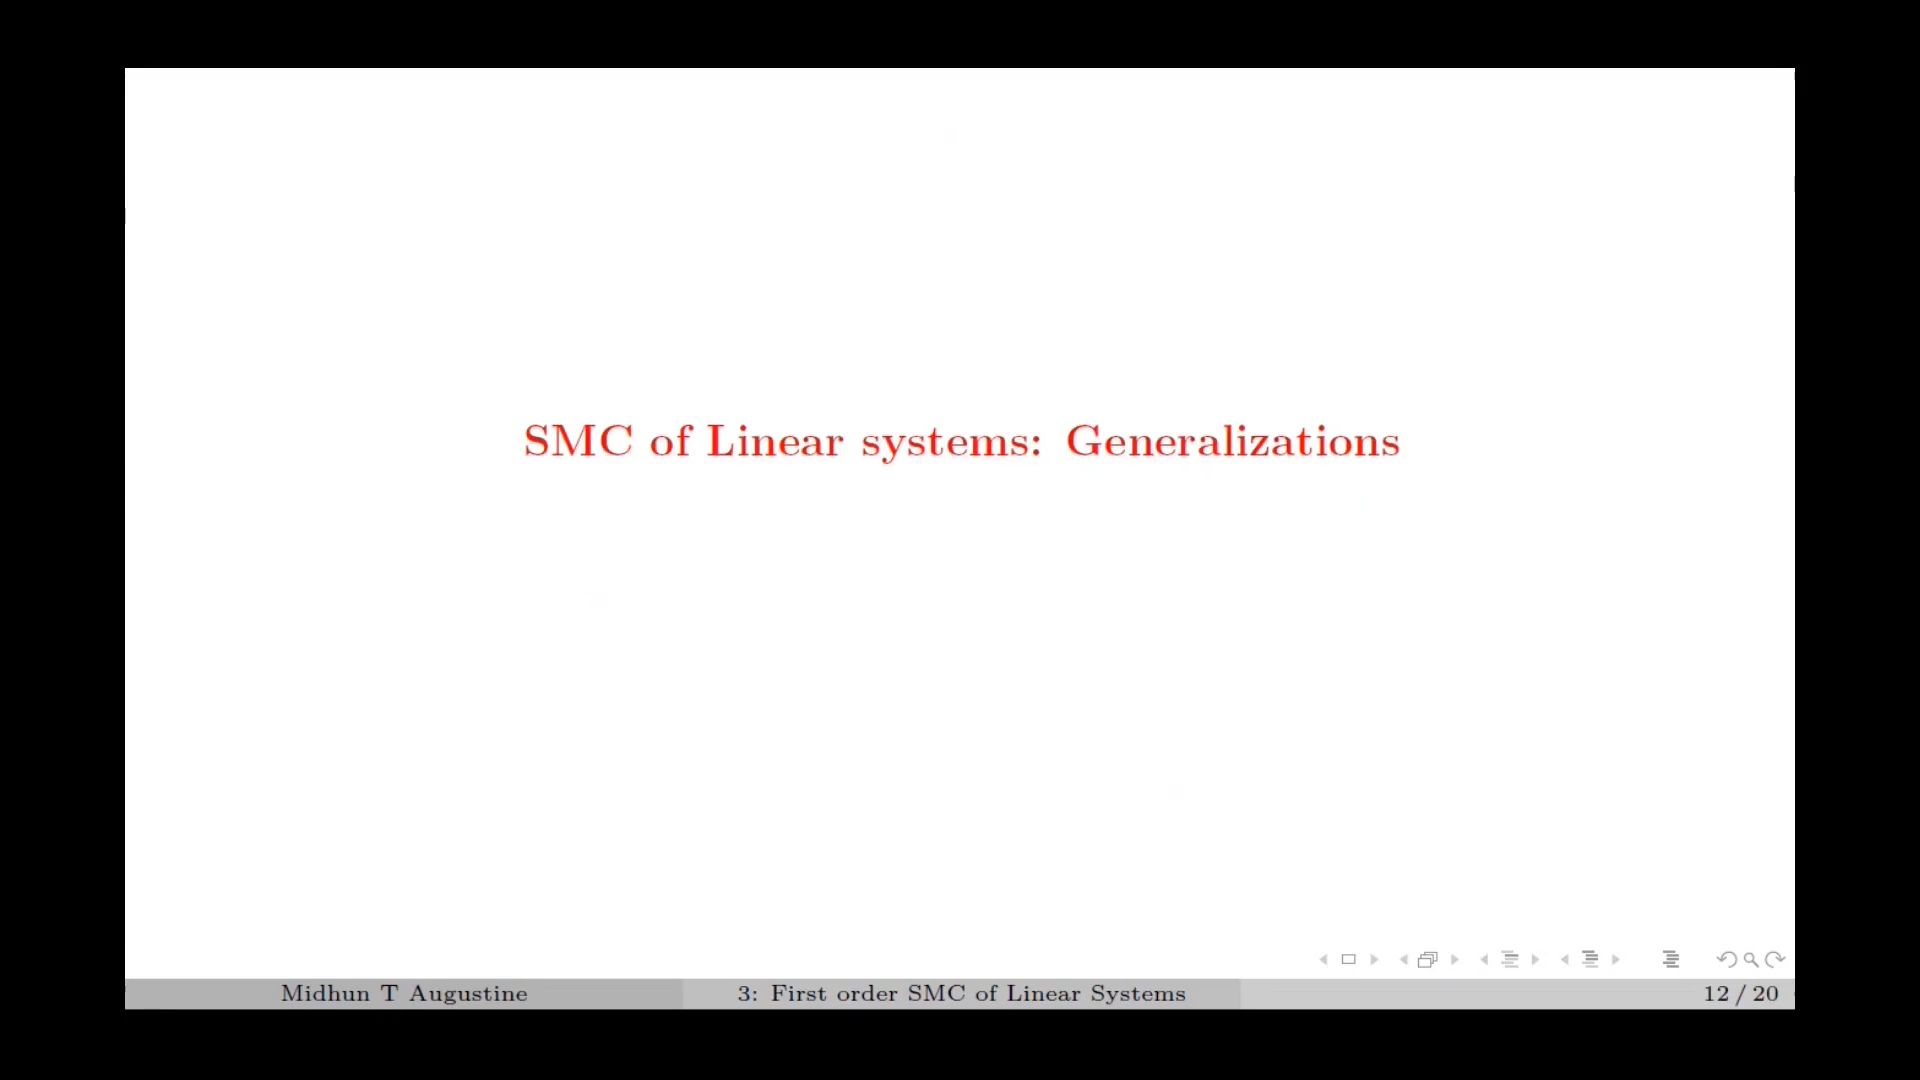 SMC of Linear systems: Generalizations
Midhun T Augustine
3: First order SMC of Linear Systems
12 / 20